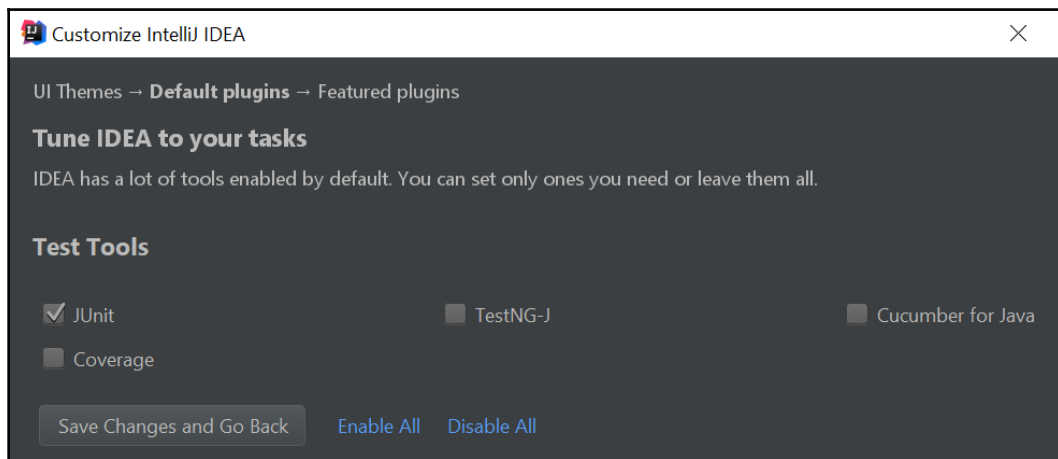 Customize IntelliJ IDEA
UI Themes → Default plugins → Featured plugins
Tune IDEA to your tasks
IDEA has a lot of tools enabled by default. You can set only ones you need or leave them all.
Test Tools
JUnit TestNG-J Cucumber for Java
Coverage
Save Changes and Go Back Enable All Disable All